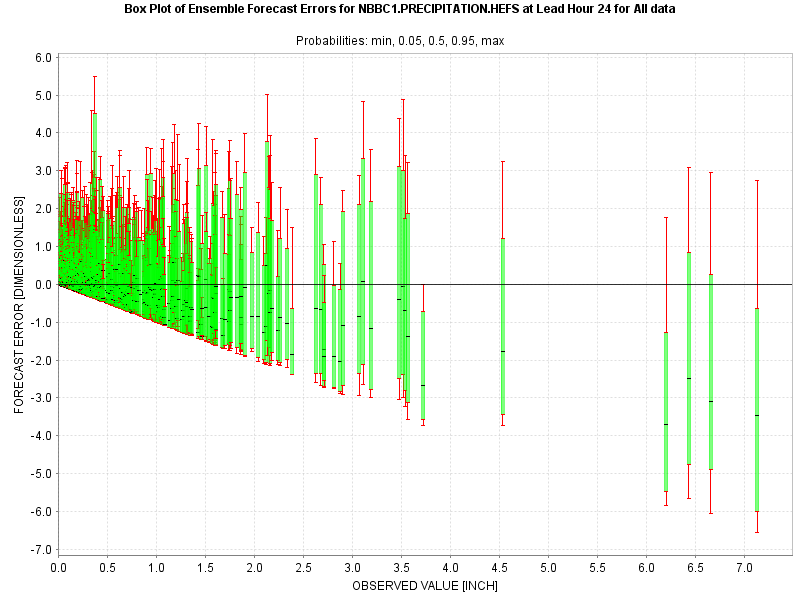 Box Plot of Ensemble Forecast Errors for NBBC1.PRECIPITATION.HEFS at Lead Hour 24 for All data
Probabilities: min, 0.05, 0.5, 0.95, max
FORECAST ERROR [DIMENSIONLESS]
6.0
5.0
4.0
3.0
2.0
1.0
0.0
-1.0
-2.0
-3.0
-4.0
-5.0
-6.0
-7.0
0.0 0.5 1.0 1.5 2.0 2.5 3.0 3.5 4.0 4.5 5.0 5.5 6.0 6.5 7.0
OBSERVED VALUE [INCH]